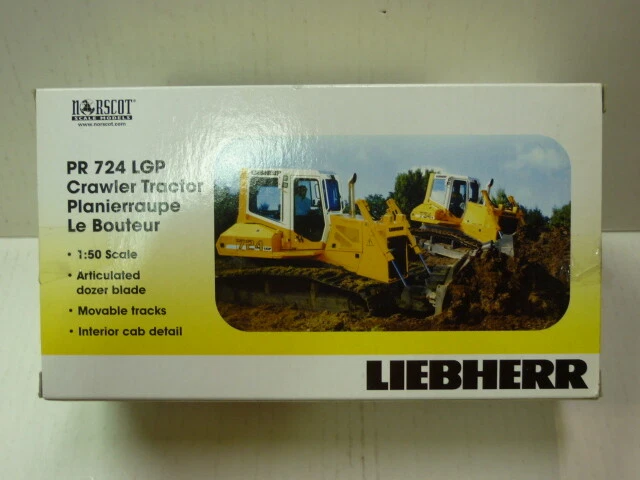 NORSCOT
SCALE MODELS
www.norscot.com
PR 724 LGP
Crawler Tractor
Planierraupe
Le Bouteur
• 1:50 Scale
• Articulated
dozer blade
• Movable tracks
• Interior cab detail
724
LIEBHERR